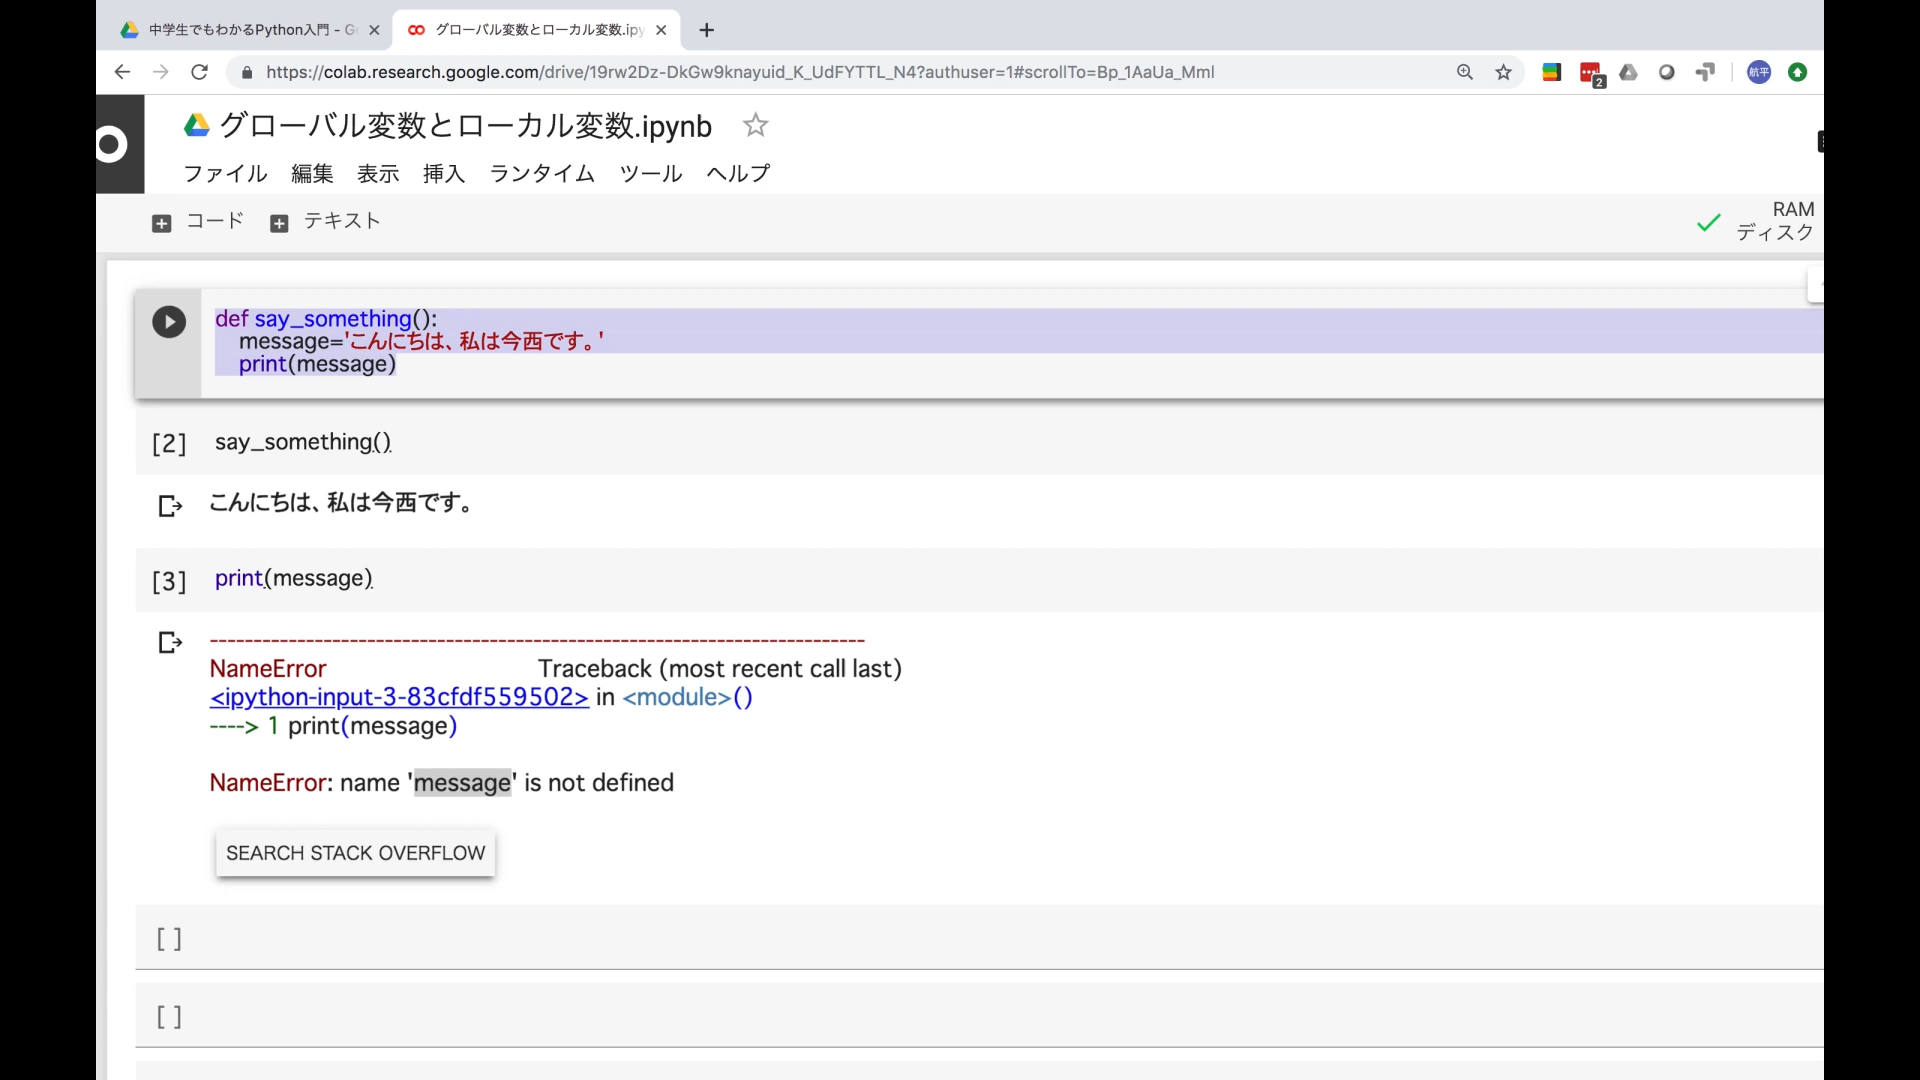 中学生でもわかるPython入門 - G
グローバル変数とローカル変数.ipy
https://colab.research.google.com/drive/19rw2Dz-DkGw9knayuid_K_UdFYTTL_N4?authuser=1#scrollTo=Bp_1AaUa_MmI
2
航平
グローバル変数とローカル変数.ipynb
ファイル 編集 表示 挿入 ランタイム ツール ヘルプ
コード テキスト
RAM
ディスク
def say_something():
message='こんにちは、私は今西です。'
print(message)
[2] say_something()
こんにちは、私は今西です。
[3] print(message)
---------------------------------------------------------------------------
NameError Traceback (most recent call last)
<ipython-input-3-83cfdf559502> in <module>()
----> 1 print(message)
NameError: name 'message' is not defined
SEARCH STACK OVERFLOW
[ ]
[ ]